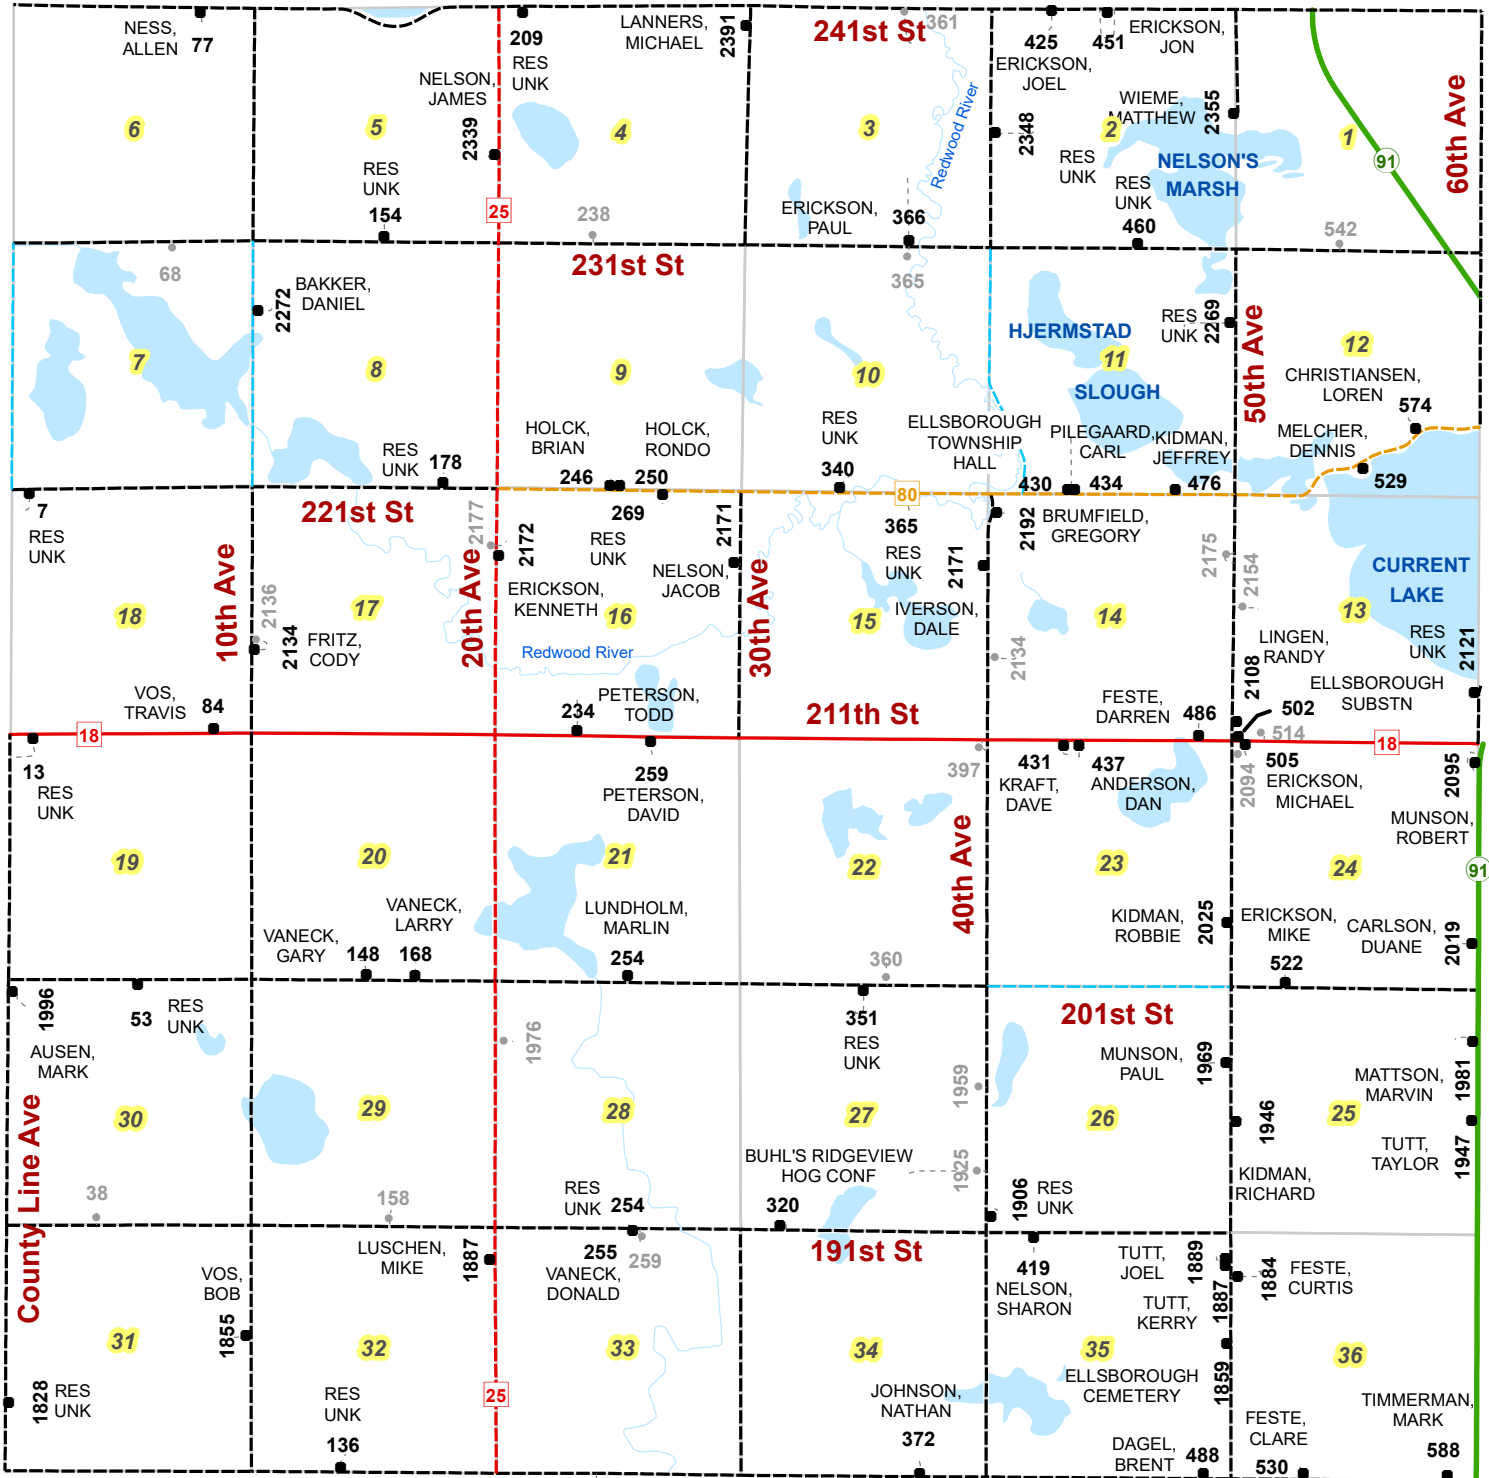 NESS,
ALLEN
77
209
RES
UNK
LANNERS,
MICHAEL
2391
241st St
361
425
ERICKSON,
JOEL
451
ERICKSON,
JON
60th Ave
NELSON,
JAMES
2339
Redwood River
2348
WIEME,
MATTHEW
2355
91
6
5
4
3
2
1
RES
UNK
154
25
238
ERICKSON,
PAUL
366
RES
UNK
RES
UNK
460
NELSON'S
MARSH
542
68
231st St
365
2272
BAKKER,
DANIEL
HJERMSTAD
SLOUGH
RES
UNK
2269
50th Ave
7
8
9
10
11
12
CHRISTIANSEN,
LOREN
574
RES
UNK
178
HOLCK,
BRIAN
246
HOLCK,
RONDO
250
RES
UNK
340
ELLSBOROUGH
TOWNSHIP
HALL
430
PILEGAARD,
CARL
434
KIDMAN,
JEFFREY
476
MELCHER,
DENNIS
529
80
7
RES
UNK
221st St
2177
2172
269
RES
UNK
2171
365
RES
UNK
2171
2192
BRUMFIELD,
GREGORY
2175
2154
CURRENT
LAKE
10th Ave
2136
2134
FRITZ,
CODY
20th Ave
ERICKSON,
KENNETH
NELSON,
JACOB
30th Ave
IVERSON,
DALE
18
17
16
15
14
13
Redwood River
2134
LINGEN,
RANDY
2108
RES
UNK
2121
VOS,
TRAVIS
84
234
PETERSON,
TODD
211th St
FESTE,
DARREN
486
502
ELLSBOROUGH
SUBSTN
18
514
18
13
RES
UNK
259
PETERSON,
DAVID
397
431
KRAFT,
DAVE
437
ANDERSON,
DAN
2094
505
ERICKSON,
MICHAEL
2095
MUNSON,
ROBERT
40th Ave
91
19
20
21
22
23
24
VANECK,
GARY
148
VANECK,
LARRY
168
LUNDHOLM,
MARLIN
254
360
KIDMAN,
ROBBIE
2025
ERICKSON,
MIKE
522
CARLSON,
DUANE
2019
1996
AUSEN,
MARK
53
RES
UNK
1976
351
RES
UNK
201st St
1959
MUNSON,
PAUL
1969
1946
MATTSON,
MARVIN
1981
30
29
28
27
26
25
County Line Ave
38
158
RES
UNK
254
BUHL'S RIDGEVIEW
HOG CONF
320
1925
1906
RES
UNK
KIDMAN,
RICHARD
TUTT,
TAYLOR
1947
VOS,
BOB
1855
LUSCHEN,
MIKE
1887
255
VANECK,
DONALD
259
191st St
419
NELSON,
SHARON
TUTT,
JOEL
1889
TUTT,
KERRY
1887
1884
FESTE,
CURTIS
31
32
33
34
35
36
1828
RES
UNK
RES
UNK
136
25
JOHNSON,
NATHAN
372
ELLSBOROUGH
CEMETERY
1859
DAGEL,
BRENT
488
FESTE,
CLARE
530
TIMMERMAN,
MARK
588